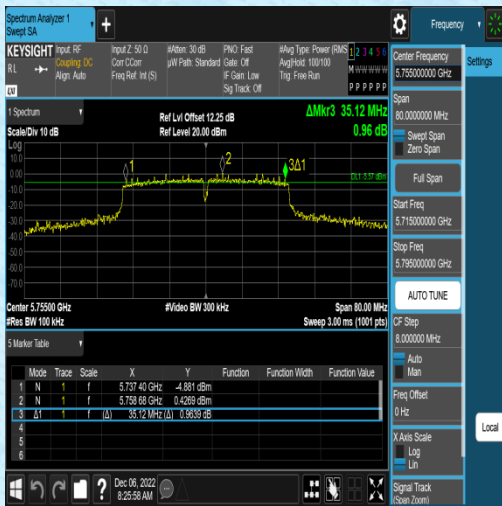 Spectrum Analyzer 1
Swept SA
Frequency
KEYSIGHT
Input: RF
Coupling: DC
Align: Auto
Input Z: 50 Ω
Corr CCorr
Freq Ref: Int (S)
#Atten: 30 dB
µW Path: Standard
PNO: Fast
Gate: Off
IF Gain: Low
Sig Track: Off
#Avg Type: Power (RMS
Avg|Hold: 100/100
Trig: Free Run
1 2 3 4 5 6
M W W W W W
P P P P P P
RL
LXI
1 Spectrum
Scale/Div 10 dB
Ref Lvl Offset 12.25 dB
Ref Level 20.00 dBm
ΔMkr3 35.12 MHz
0.96 dB
Log
10.0
0.00
-10.0
-20.0
-30.0
-40.0
-50.0
-60.0
-70.0
1
2
3Δ1
DL1 -5.57 dBm
Center 5.75500 GHz
#Res BW 100 kHz
#Video BW 300 kHz
Span 80.00 MHz
Sweep 3.00 ms (1001 pts)
5 Marker Table
Mode Trace Scale X Y Function Function Width Function Value
1 N 1 f 5.737 40 GHz -4.881 dBm
2 N 1 f 5.758 68 GHz 0.4269 dBm
3 Δ1 1 f (Δ) 35.12 MHz (Δ) 0.9639 dB
4
5
6
Dec 06, 2022
8:25:58 AM
Center Frequency
5.755000000 GHz
Settings
Span
80.0000000 MHz
Swept Span
Zero Span
Full Span
Start Freq
5.715000000 GHz
Stop Freq
5.795000000 GHz
AUTO TUNE
CF Step
8.000000 MHz
Auto
Man
Freq Offset
0 Hz
X Axis Scale
Log
Lin
Local
Signal Track
(Span Zoom)